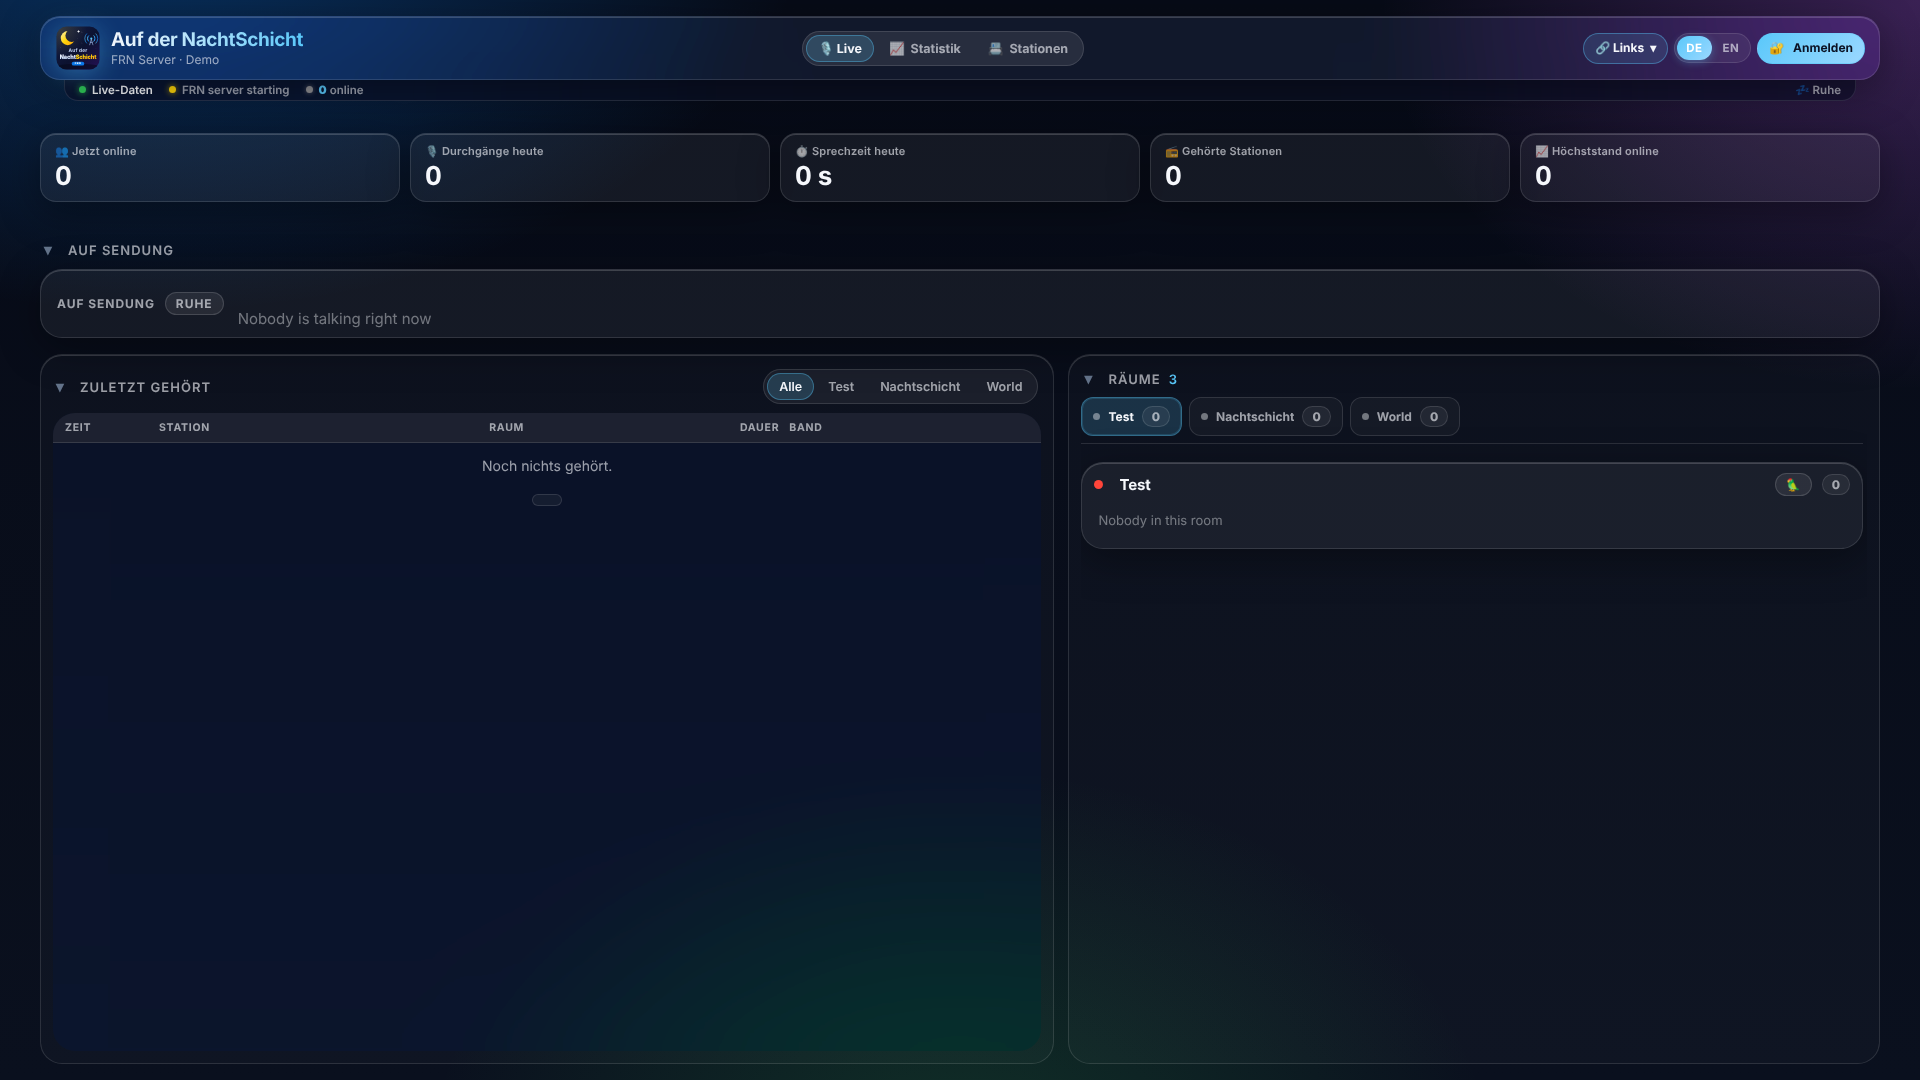 Auf der NachtSchicht
Auf der NachtSchicht
FRN Server · Demo
Live
Statistik
Stationen
Links ▾
DE
EN
Anmelden
Live-Daten
FRN server starting
0 online
Ruhe
Jetzt online
0
Durchgänge heute
0
Sprechzeit heute
0 s
Gehörte Stationen
0
Höchststand online
0
AUF SENDUNG
AUF SENDUNG
RUHE
Nobody is talking right now
ZULETZT GEHÖRT
Alle
Test
Nachtschicht
World
ZEIT
STATION
RAUM
DAUER
BAND
Noch nichts gehört.
RÄUME 3
Test 0
Nachtschicht 0
World 0
Test
0
Nobody in this room